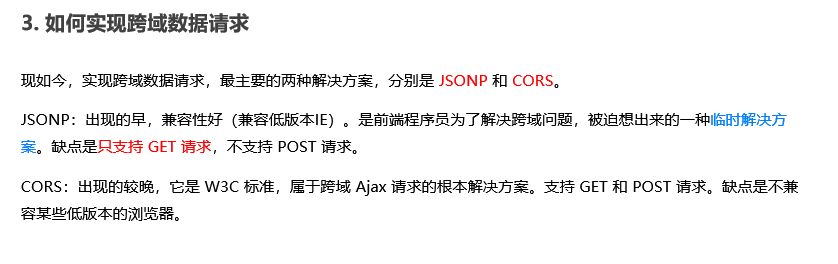 3. 如何实现跨域数据请求
现如今，实现跨域数据请求，最主要的两种解决方案，分别是 JSONP 和 CORS。
JSONP：出现的早，兼容性好（兼容低版本IE）。是前端程序员为了解决跨域问题，被迫想出来的一种临时解决方
案。缺点是只支持 GET 请求，不支持 POST 请求。
CORS：出现的较晚，它是 W3C 标准，属于跨域 Ajax 请求的根本解决方案。支持 GET 和 POST 请求。缺点是不兼
容某些低版本的浏览器。